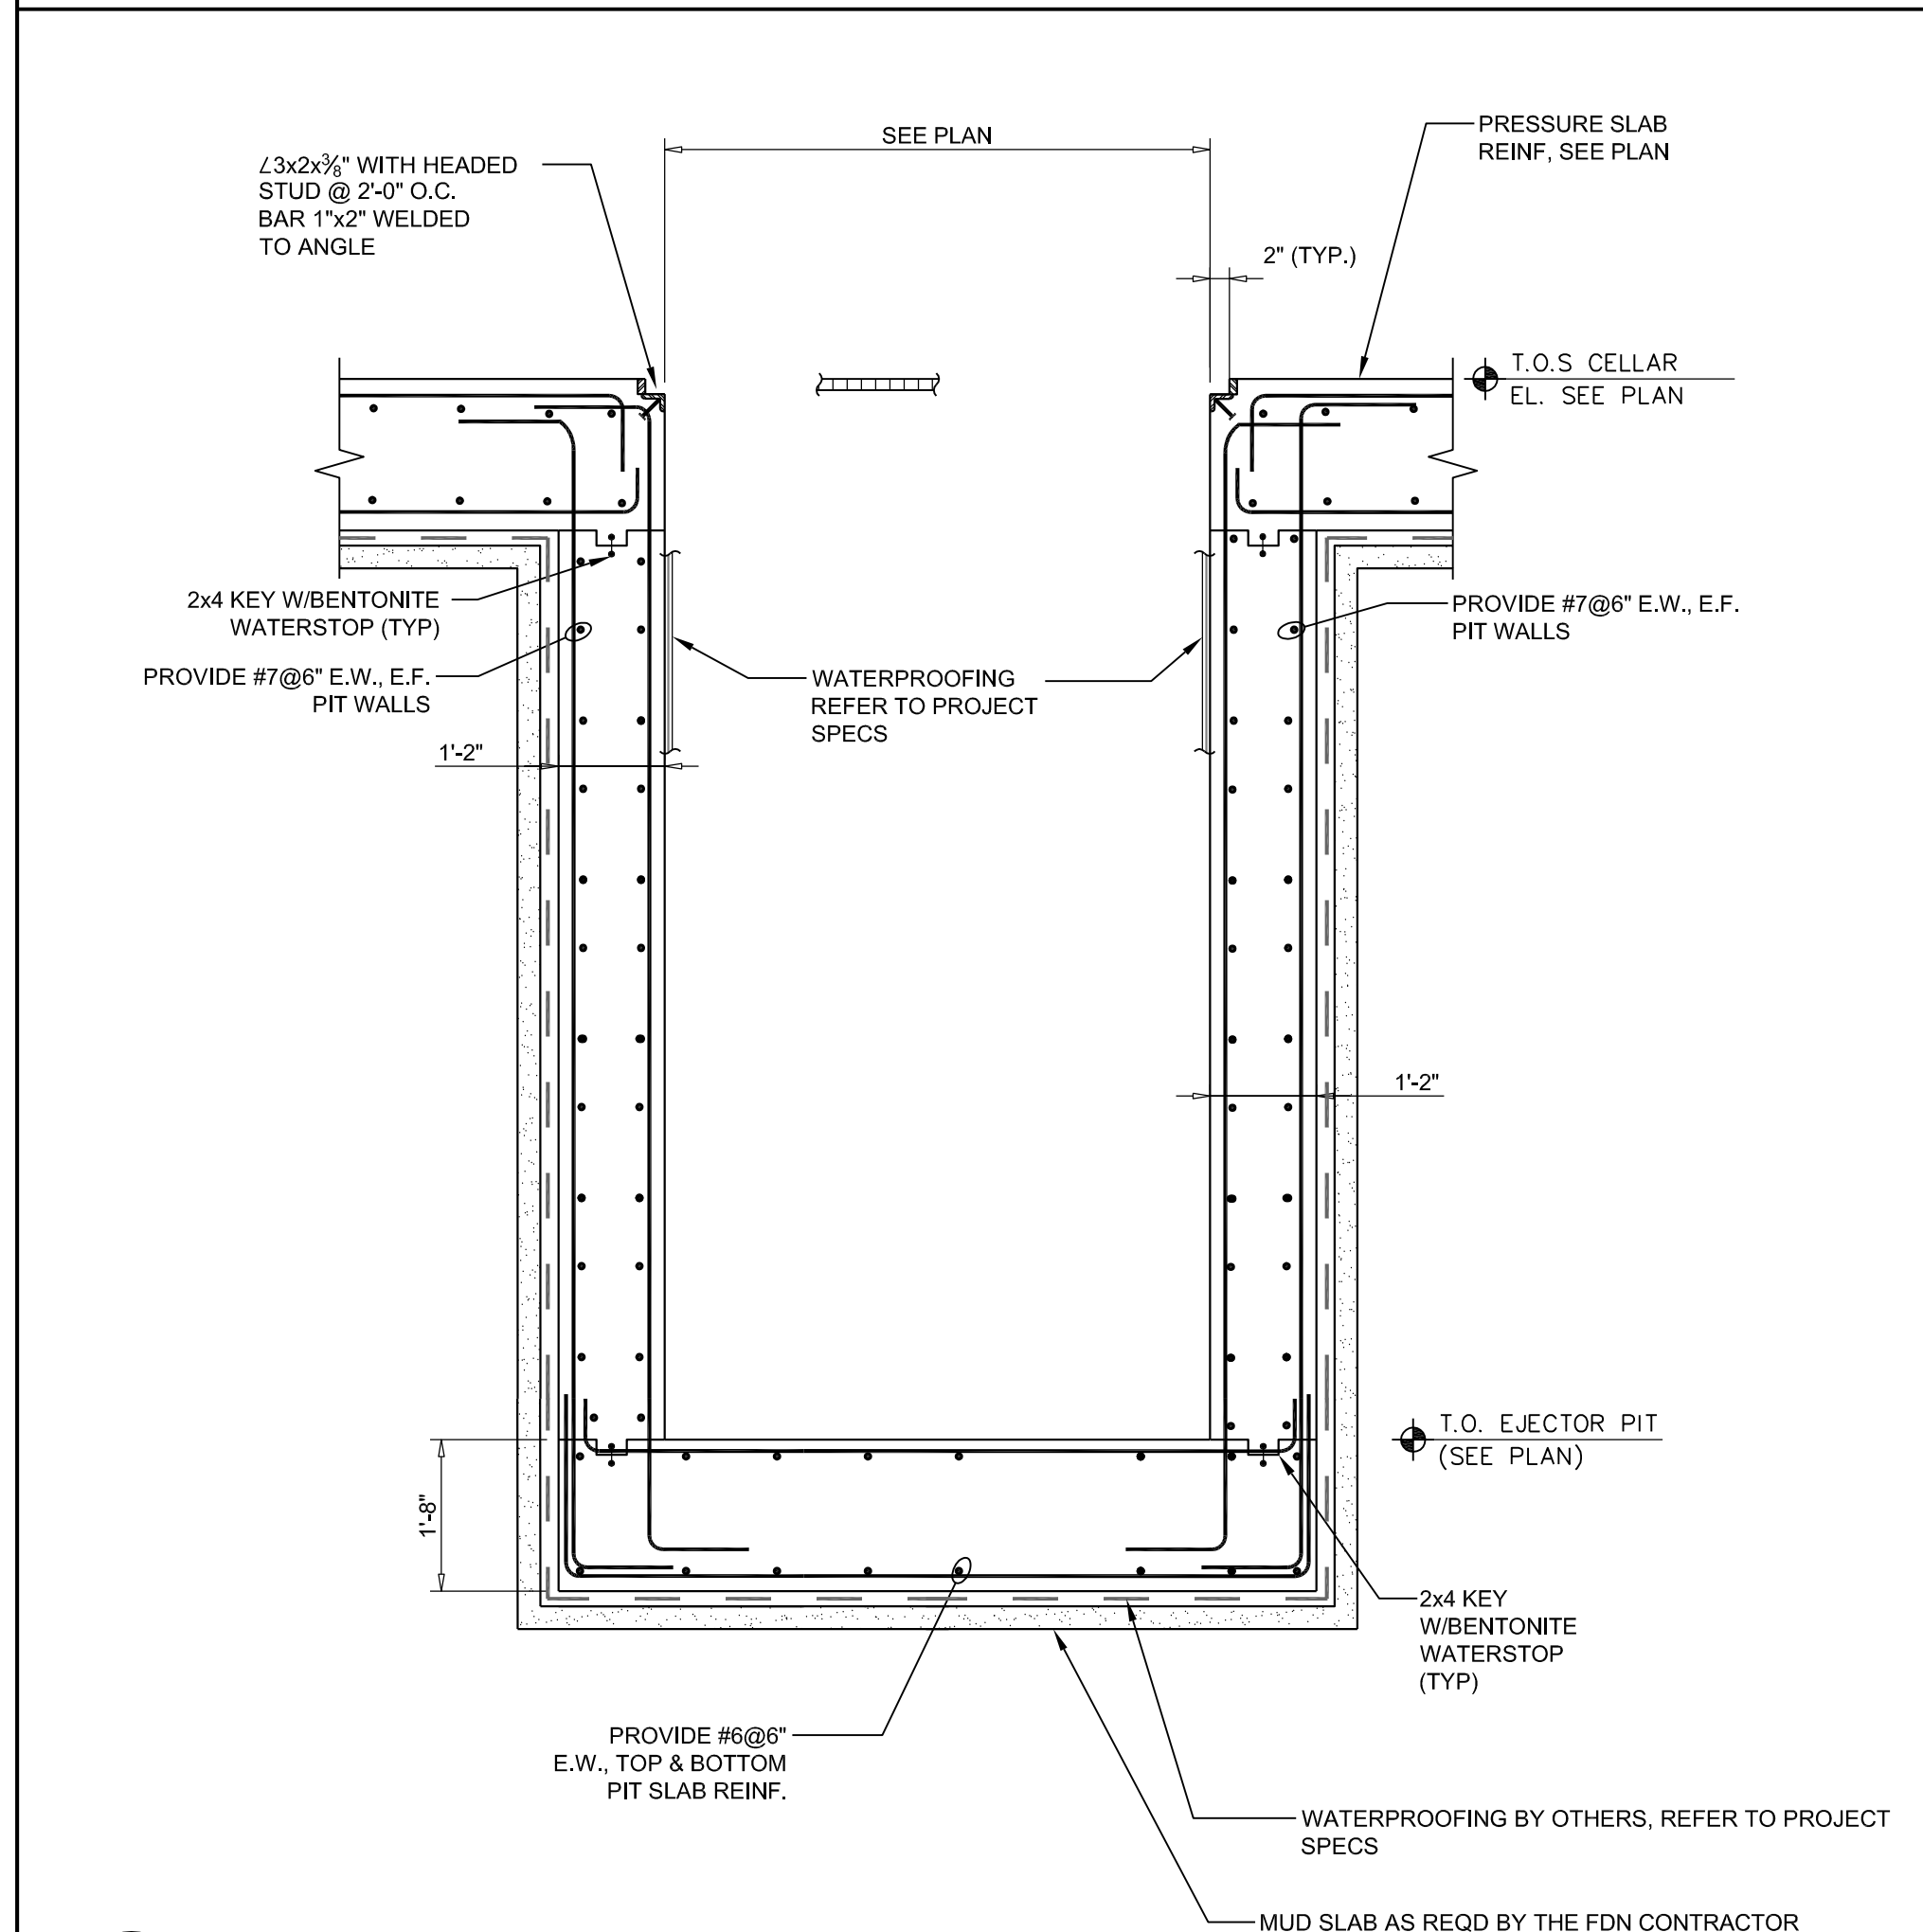 SEE PLAN
PRESSURE SLAB
REINF, SEE PLAN
∠3x2x3/8" WITH HEADED
STUD @ 2'-0" O.C.
BAR 1"x2" WELDED
TO ANGLE
2" (TYP.)
T.O.S CELLAR
EL. SEE PLAN
2x4 KEY W/BENTONITE
WATERSTOP (TYP)
PROVIDE #7@6" E.W., E.F.
PIT WALLS
PROVIDE #7@6" E.W., E.F.
PIT WALLS
WATERPROOFING
REFER TO PROJECT
SPECS
1'-2"
1'-2"
T.O. EJECTOR PIT
(SEE PLAN)
1'-8"
2x4 KEY
W/BENTONITE
WATERSTOP
(TYP)
PROVIDE #6@6"
E.W., TOP & BOTTOM
PIT SLAB REINF.
WATERPROOFING BY OTHERS, REFER TO PROJECT
SPECS
MUD SLAB AS REQD BY THE FDN CONTRACTOR